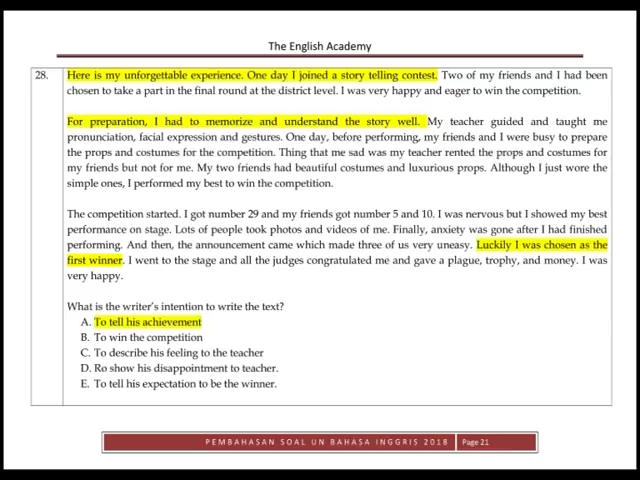 The English Academy
28.
Here is my unforgettable experience. One day I joined a story telling contest. Two of my friends and I had been
chosen to take a part in the final round at the district level. I was very happy and eager to win the competition.
For preparation, I had to memorize and understand the story well. My teacher guided and taught me
pronunciation, facial expression and gestures. One day, before performing, my friends and I were busy to prepare
the props and costumes for the competition. Thing that me sad was my teacher rented the props and costumes for
my friends but not for me. My two friends had beautiful costumes and luxurious props. Although I just wore the
simple ones, I performed my best to win the competition.
The competition started. I got number 29 and my friends got number 5 and 10. I was nervous but I showed my best
performance on stage. Lots of people took photos and videos of me. Finally, anxiety was gone after I had finished
performing. And then, the announcement came which made three of us very uneasy. Luckily I was chosen as the
first winner. I went to the stage and all the judges congratulated me and gave a plague, trophy, and money. I was
very happy.
What is the writer's intention to write the text?
A. To tell his achievement
B. To win the competition
C. To describe his feeling to the teacher
D. Ro show his disappointment to teacher.
E. To tell his expectation to be the winner.
PEMBAHASAN SOAL UN BAHASA INGGRIS 2018 Page 21